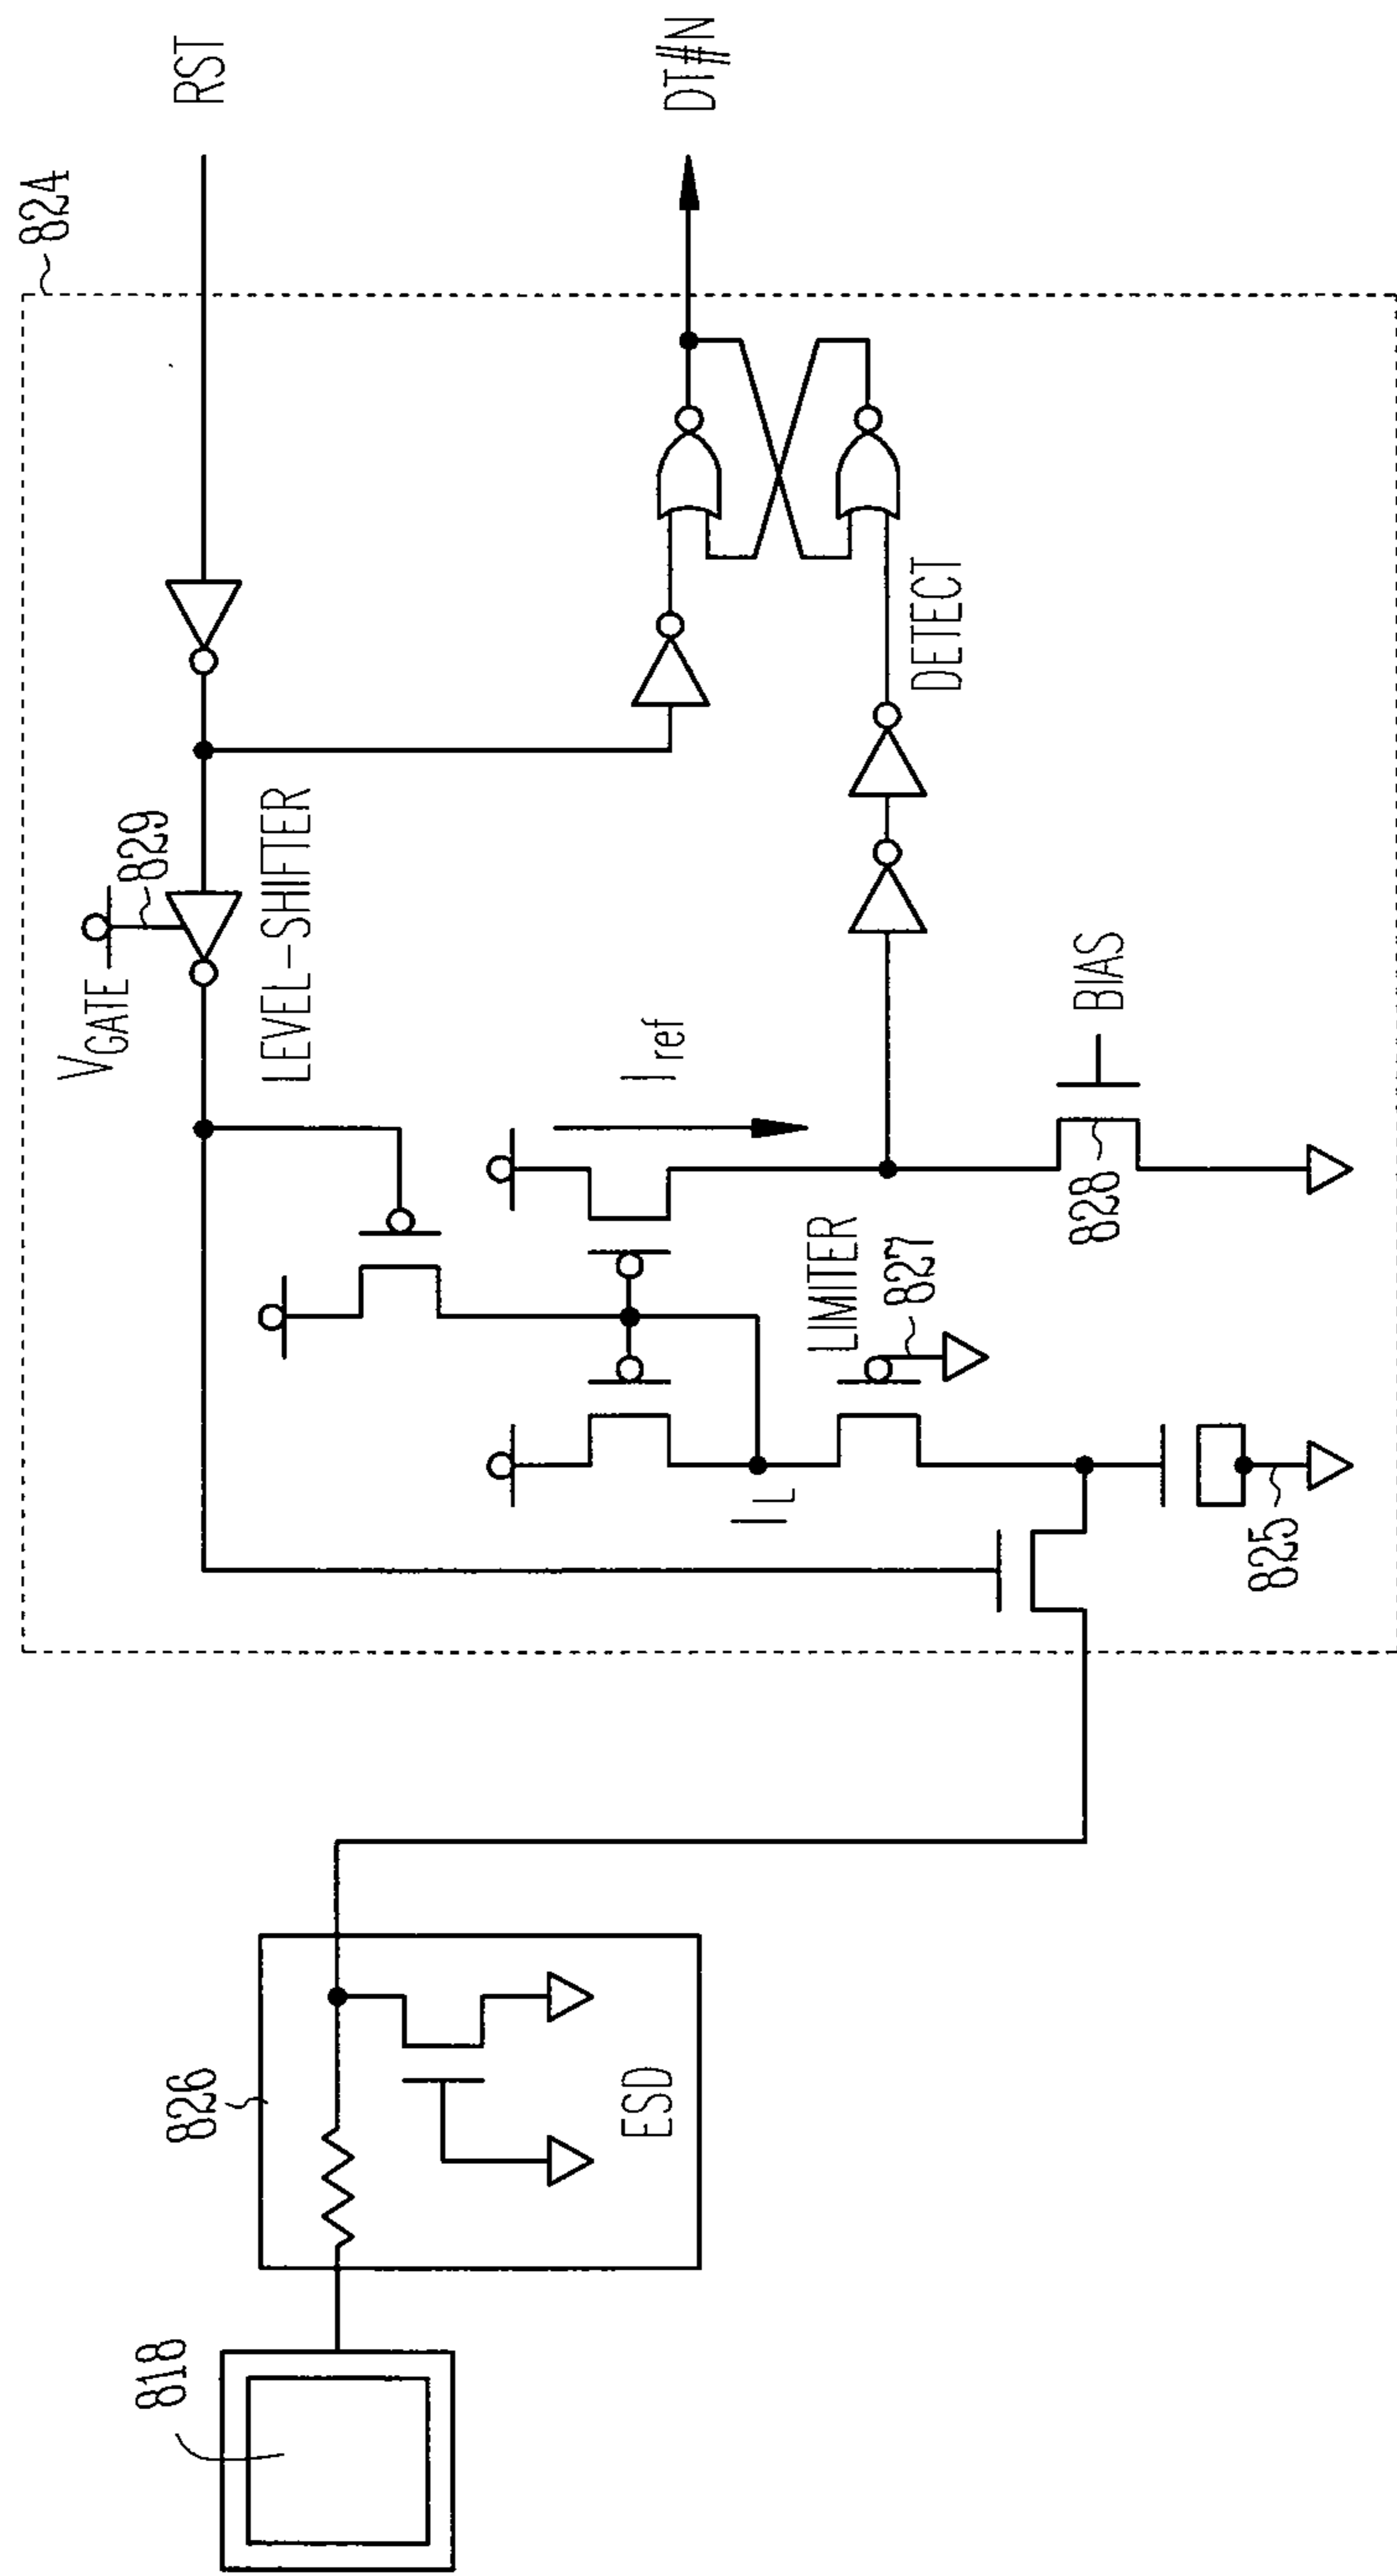 824
RST
DT#N
829
VGATE
LEVEL-SHIFTER
Iref
DETECT
BIAS
828
LIMITER
827
IL
825
826
ESD
818